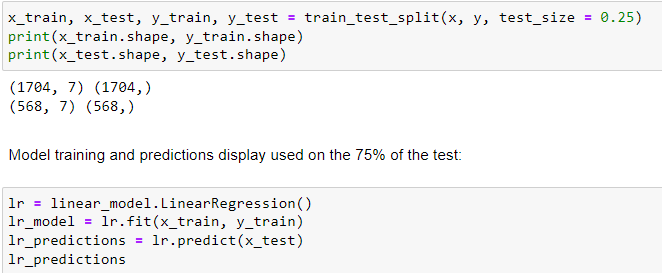 x_train, x_test, y_train, y_test = train_test_split(x, y, test_size = 0.25)
print(x_train.shape, y_train.shape)
print(x_test.shape, y_test.shape)
(1704, 7) (1704,)
(568, 7) (568,)
Model training and predictions display used on the 75% of the test:
lr = linear_model.LinearRegression()
lr_model = lr.fit(x_train, y_train)
lr_predictions = lr.predict(x_test)
lr_predictions